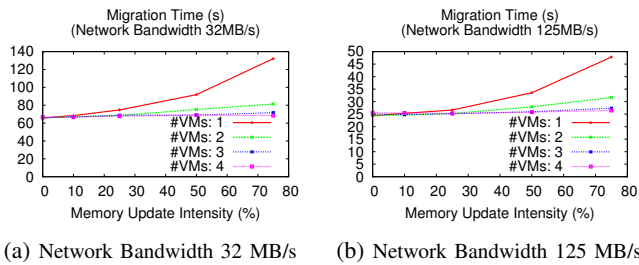 Migration Time (s)
(Network Bandwidth 32MB/s)
140
120
100
80
60
40
20
0
#VMs: 1
#VMs: 2
#VMs: 3
#VMs: 4
0 10 20 30 40 50 60 70 80
Memory Update Intensity (%)
(a) Network Bandwidth 32 MB/s
Migration Time (s)
(Network Bandwidth 125MB/s)
50
45
40
35
30
25
20
15
10
5
0
#VMs: 1
#VMs: 2
#VMs: 3
#VMs: 4
0 10 20 30 40 50 60 70 80
Memory Update Intensity (%)
(b) Network Bandwidth 125 MB/s